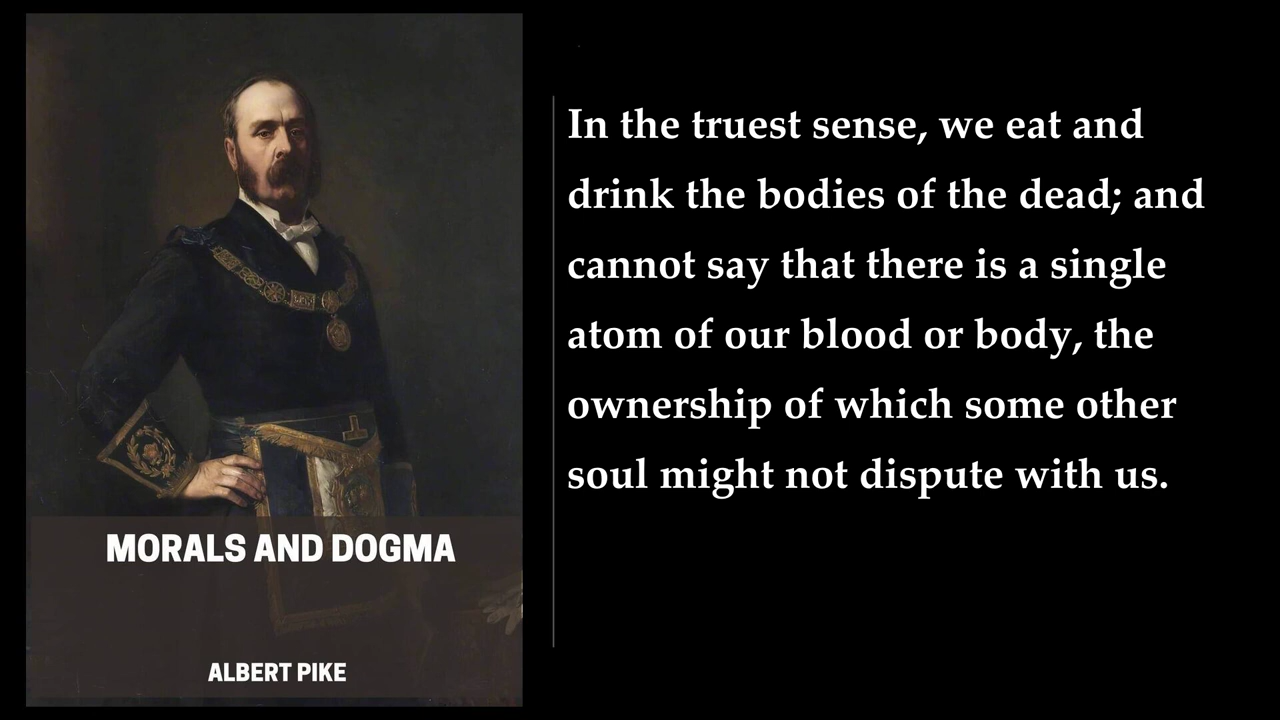 MORALS AND DOGMA
ALBERT PIKE
In the truest sense, we eat and
drink the bodies of the dead; and
cannot say that there is a single
atom of our blood or body, the
ownership of which some other
soul might not dispute with us.